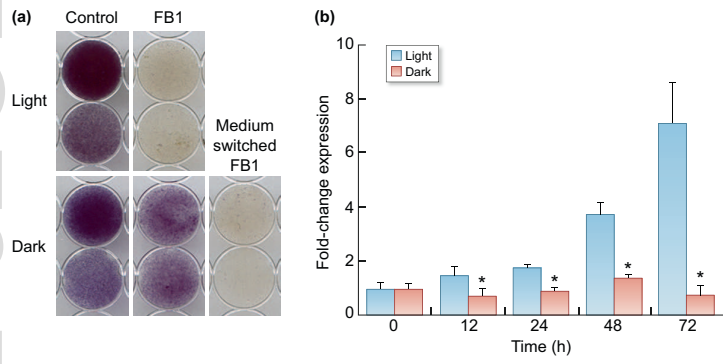 (a)
Control FB1
Light
Medium
switched
FB1
Dark
(b)
Fold-change expression
10
8
6
4
2
0
Light
Dark
*
*
*
*
0 12 24 48 72
Time (h)